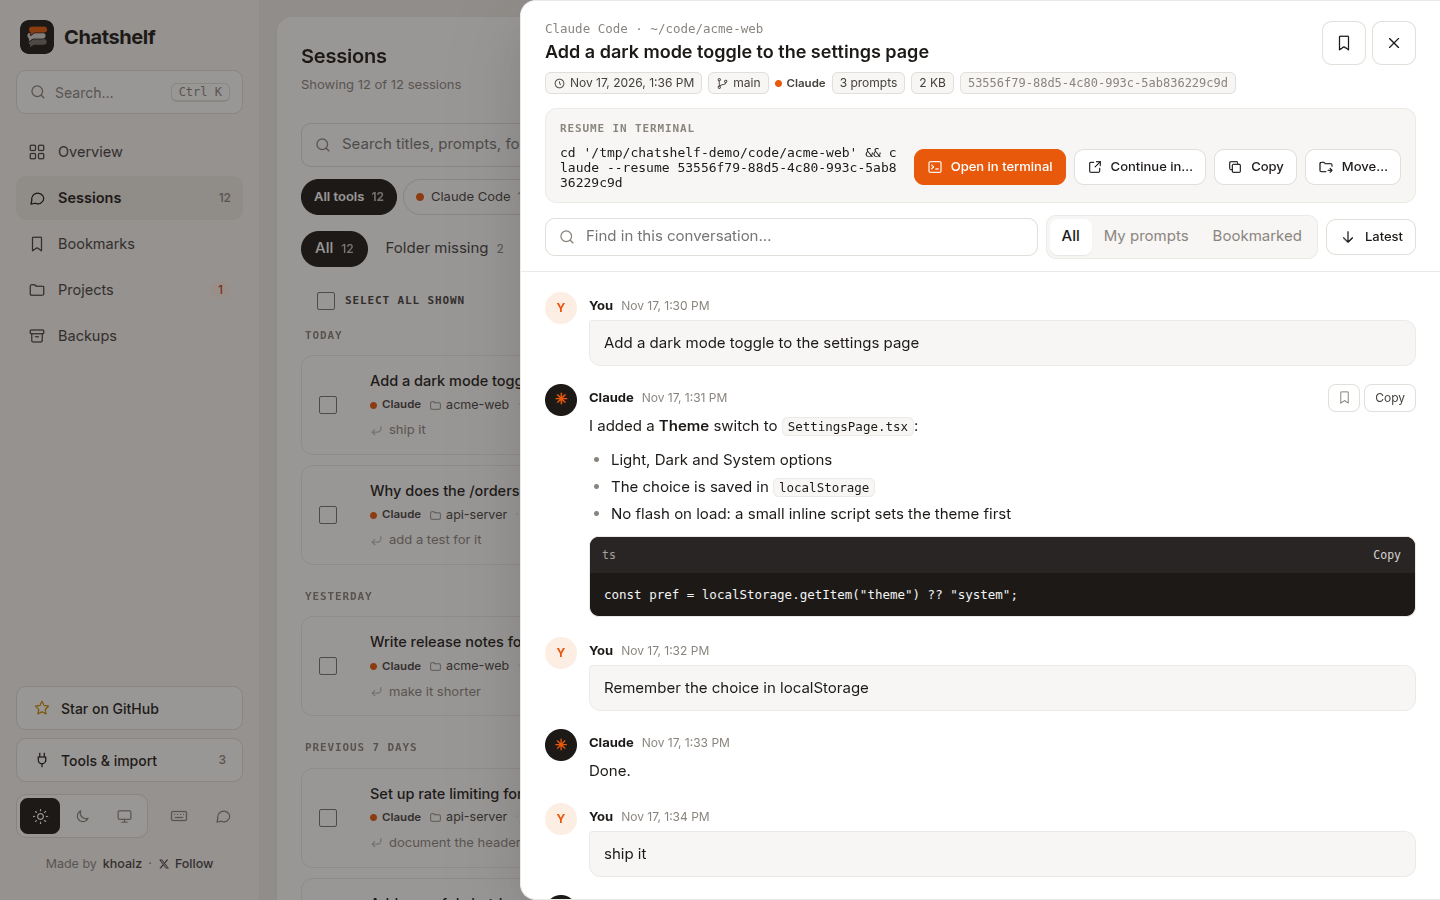 Chatshelf
Search...
Ctrl K
Overview
Sessions
12
Bookmarks
Projects
1
Backups
Star on GitHub
Tools & import
3
Made by khoaiz · Follow
Sessions
Showing 12 of 12 sessions
Search titles, prompts, fo
All tools 12
Claude Code
All 12
Folder missing 2
SELECT ALL SHOWN
TODAY
Add a dark mode togg
Claude acme-web
ship it
Why does the /orders
Claude api-server
add a test for it
YESTERDAY
Write release notes fo
Claude acme-web
make it shorter
PREVIOUS 7 DAYS
Set up rate limiting for
Claude api-server
document the header
Claude Code · ~/code/acme-web
Add a dark mode toggle to the settings page
Nov 17, 2026, 1:36 PM
main
Claude
3 prompts
2 KB
53556f79-88d5-4c80-993c-5ab836229c9d
RESUME IN TERMINAL
cd '/tmp/chatshelf-demo/code/acme-web' && c
laude --resume 53556f79-88d5-4c80-993c-5ab8
36229c9d
Open in terminal
Continue in...
Copy
Move...
Find in this conversation...
All
My prompts
Bookmarked
Latest
Y
You Nov 17, 1:30 PM
Add a dark mode toggle to the settings page
Claude Nov 17, 1:31 PM
Copy
I added a Theme switch to SettingsPage.tsx:
• Light, Dark and System options
• The choice is saved in localStorage
• No flash on load: a small inline script sets the theme first
ts
Copy
const pref = localStorage.getItem("theme") ?? "system";
Y
You Nov 17, 1:32 PM
Remember the choice in localStorage
Claude Nov 17, 1:33 PM
Done.
Y
You Nov 17, 1:34 PM
ship it